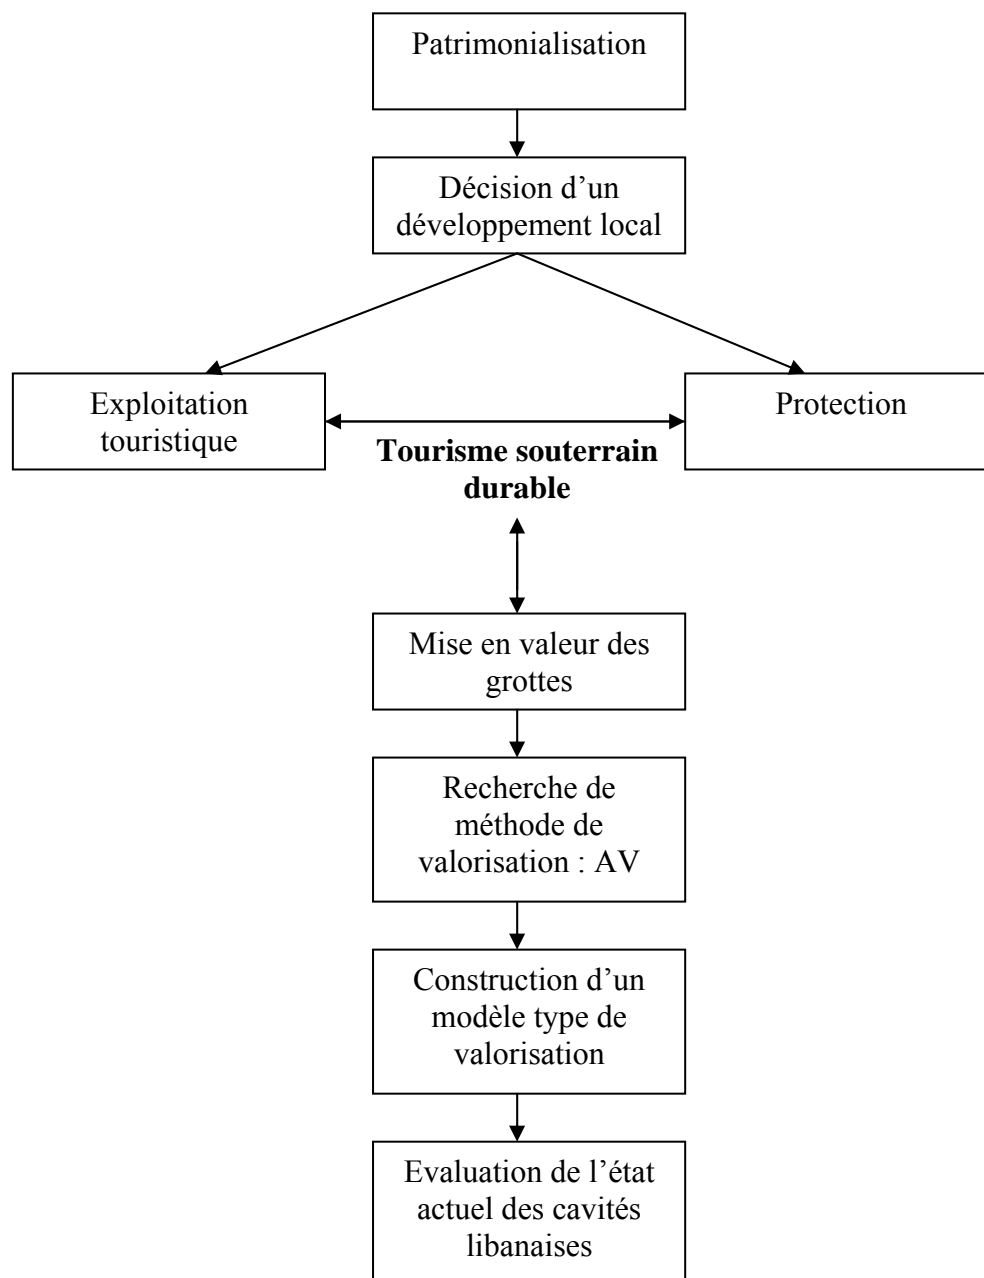 Patrimonialisation
Décision d’un
développement local
Exploitation
touristique
Protection
Tourisme souterrain
durable
Mise en valeur des
grottes
Recherche de
méthode de
valorisation : AV
Construction d’un
modèle type de
valorisation
Evaluation de l’état
actuel des cavités
libanaises